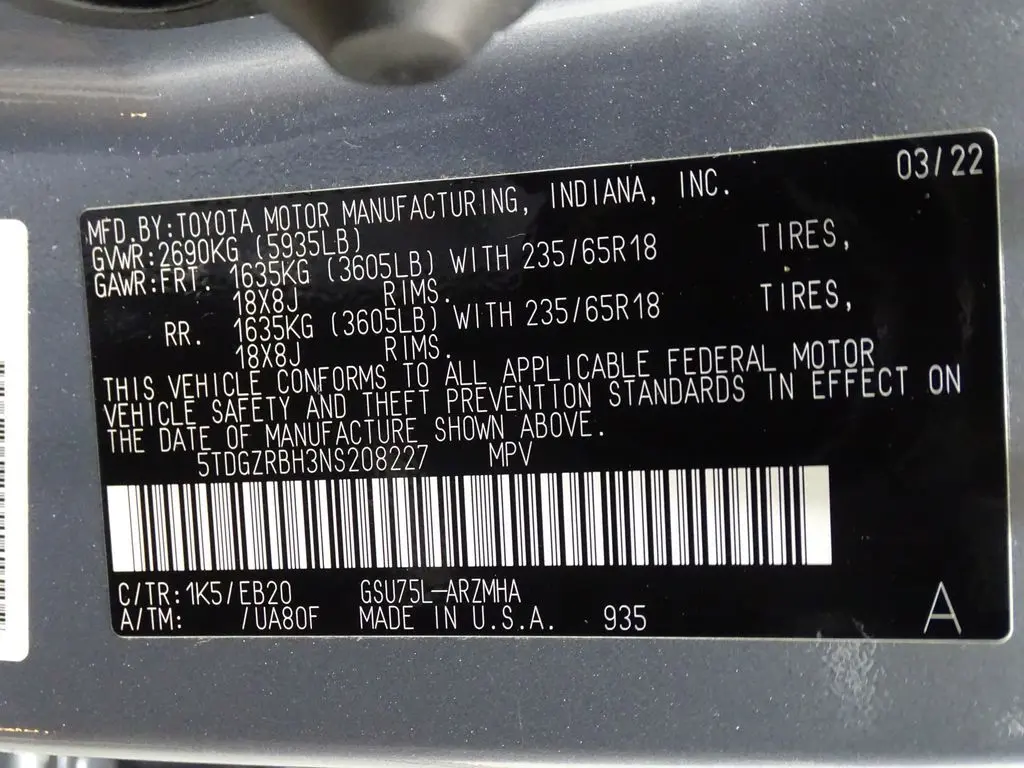 03/22
MFD.BY:TOYOTA MOTOR MANUFACTURING, INDIANA, INC.
GVWR:2690KG (5935LB)
GAWR:FRT. 1635KG (3605LB) WITH 235/65R18 TIRES,
18X8J RIMS.
RR. 1635KG (3605LB) WITH 235/65R18 TIRES,
18X8J RIMS.
THIS VEHICLE CONFORMS TO ALL APPLICABLE FEDERAL MOTOR
VEHICLE SAFETY AND THEFT PREVENTION STANDARDS IN EFFECT ON
THE DATE OF MANUFACTURE SHOWN ABOVE.
5TDGZRBH3NS208227 MPV
C/TR:1K5/EB20 GSU75L-ARZMHA
A/TM: /UA80F MADE IN U.S.A. 935 A